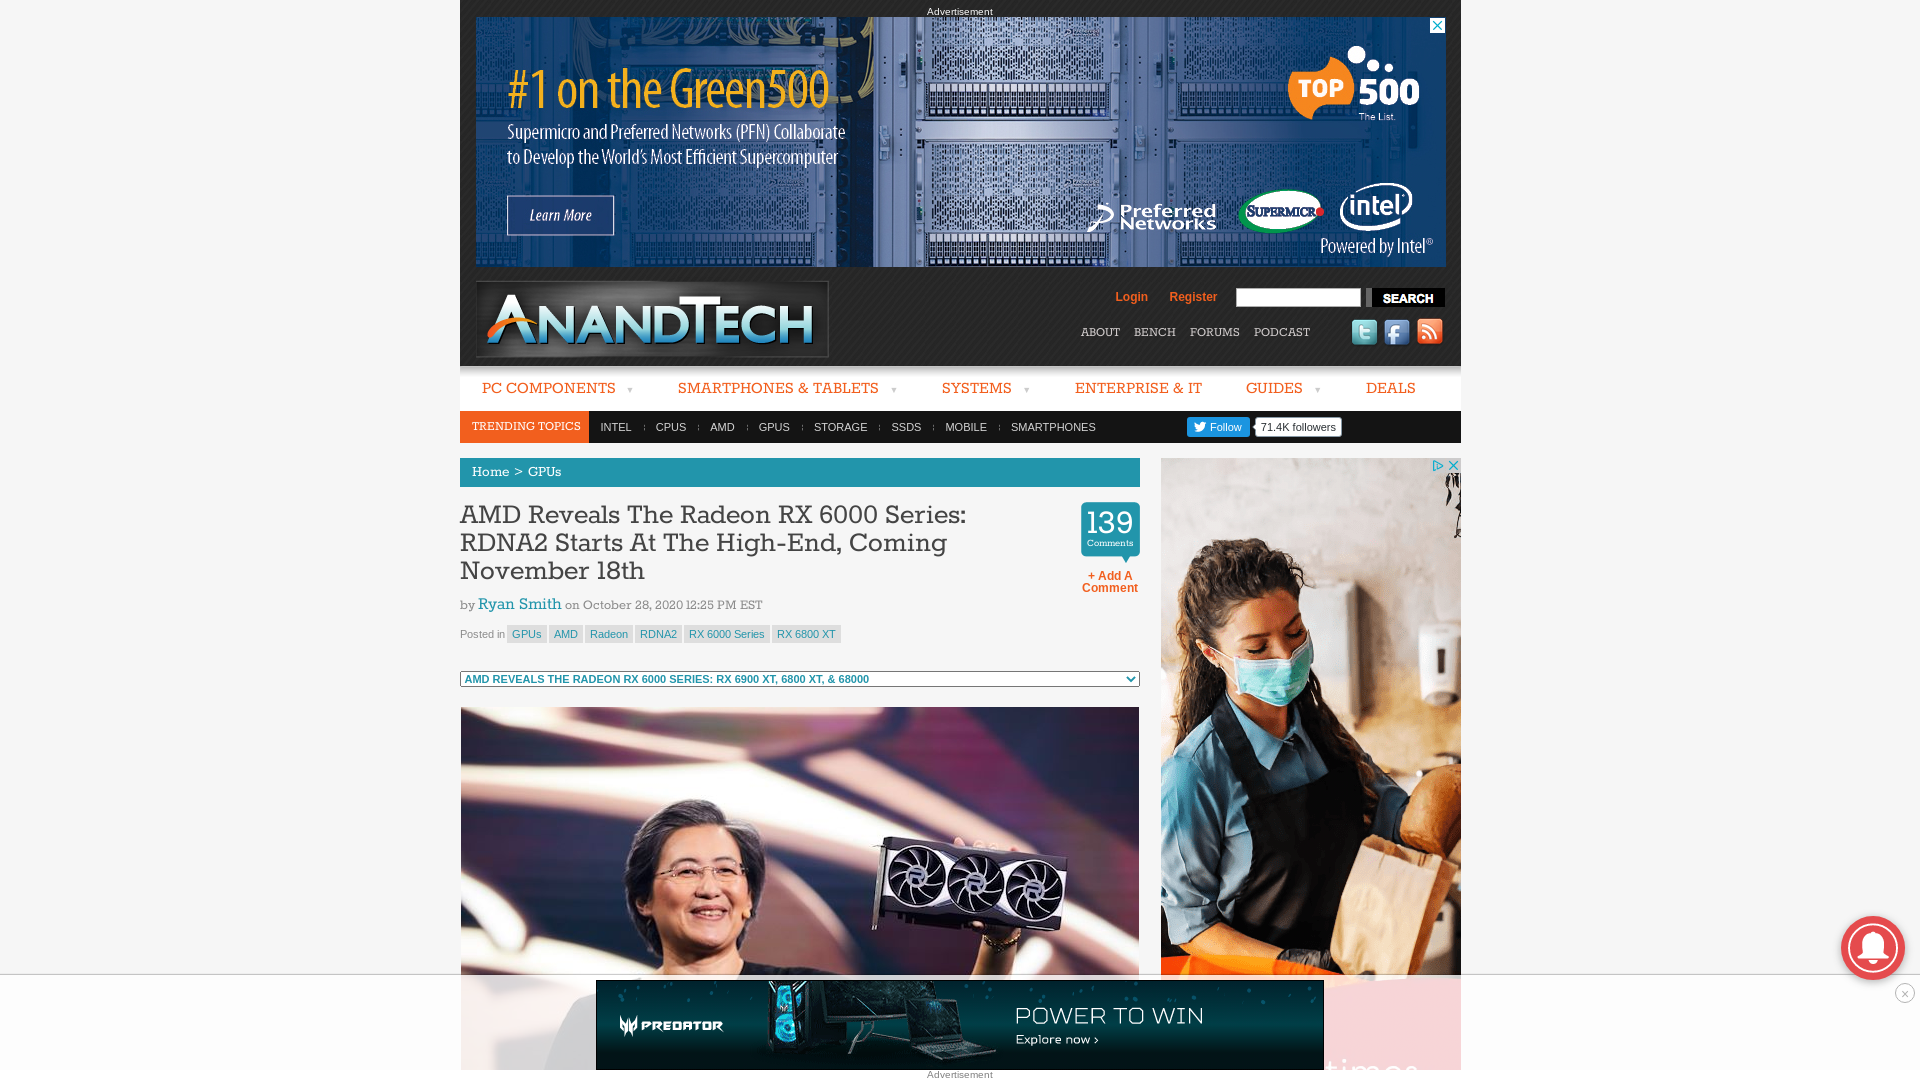 Advertisement
#1 on the Green500
Supermicro and Preferred Networks (PFN) Collaborate
to Develop the World's Most Efficient Supercomputer
Learn More
TOP 500
The List.
Preferred
Networks
SUPERMICR
intel
Powered by Intel®
ANANDTECH
Login
Register
SEARCH
ABOUT
BENCH
FORUMS
PODCAST
PC COMPONENTS
SMARTPHONES & TABLETS
SYSTEMS
ENTERPRISE & IT
GUIDES
DEALS
TRENDING TOPICS
INTEL
CPUS
AMD
GPUS
STORAGE
SSDS
MOBILE
SMARTPHONES
Follow
71.4K followers
Home > GPUs
AMD Reveals The Radeon RX 6000 Series:
RDNA2 Starts At The High-End, Coming
November 18th
139
Comments
+ Add A
Comment
by Ryan Smith on October 28, 2020 12:25 PM EST
Posted in GPUs AMD Radeon RDNA2 RX 6000 Series RX 6800 XT
AMD REVEALS THE RADEON RX 6000 SERIES: RX 6900 XT, 6800 XT, & 68000
PREDATOR
POWER TO WIN
Explore now >
Advertisement